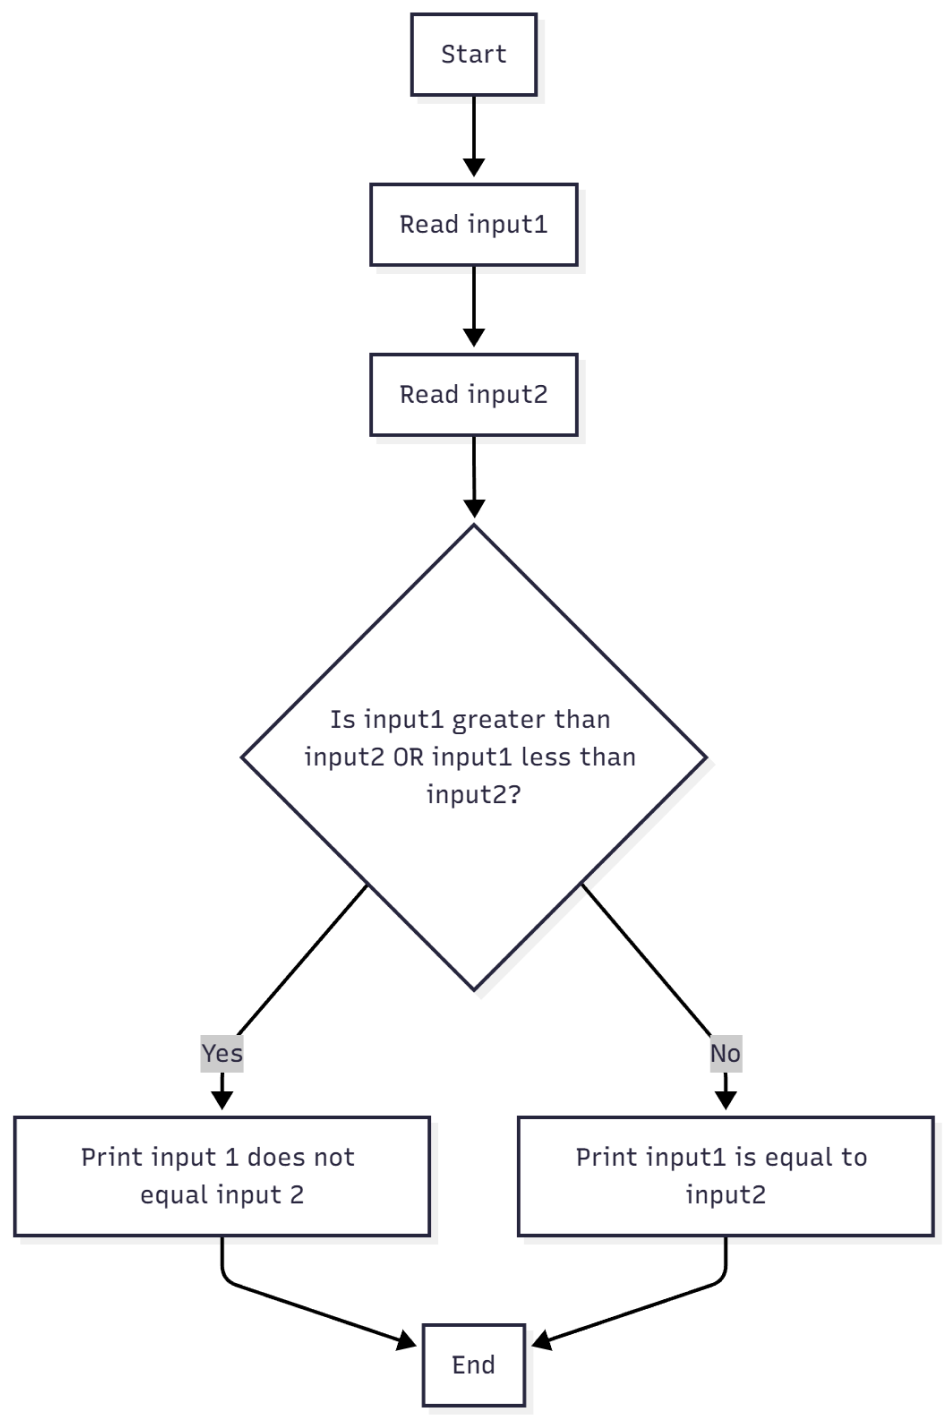 Start
Read input1
Read input2
Is input1 greater than
input2 OR input1 less than
input2?
Yes
No
Print input 1 does not
equal input 2
Print input1 is equal to
input2
End